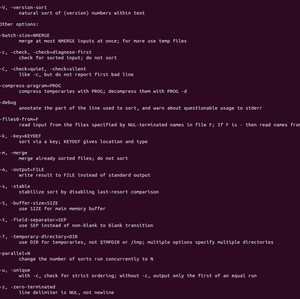 -V, -version-sort
natural sort of (version) numbers within text
Other options:
-batch-size=NMERGE
merge at most NMERGE inputs at once; for more use temp files
-c, -check, -check=diagnose-first
check for sorted input; do not sort
-C, -check=quiet, -check=silent
like -c, but do not report first bad line
-compress-program=PROG
compress temporaries with PROG; decompress them with PROG -d
-debug
annotate the part of the line used to sort, and warn about questionable usage to stderr
-files0-from=F
read input from the files specified by NUL-terminated names in file F; If F is - then read names from
-k, -key=KEYDEF
sort via a key; KEYDEF gives location and type
-m, -merge
merge already sorted files; do not sort
-o, -output=FILE
write result to FILE instead of standard output
-s, -stable
stabilize sort by disabling last-resort comparison
-S, -buffer-size=SIZE
use SIZE for main memory buffer
-t, -field-separator=SEP
use SEP instead of non-blank to blank transition
-T, -temporary-directory=DIR
use DIR for temporaries, not $TMPDIR or /tmp; multiple options specify multiple directories
-parallel=N
change the number of sorts run concurrently to N
-u, -unique
with -c, check for strict ordering; without -c, output only the first of an equal run
-z, -zero-terminated
line delimiter is NUL, not newline